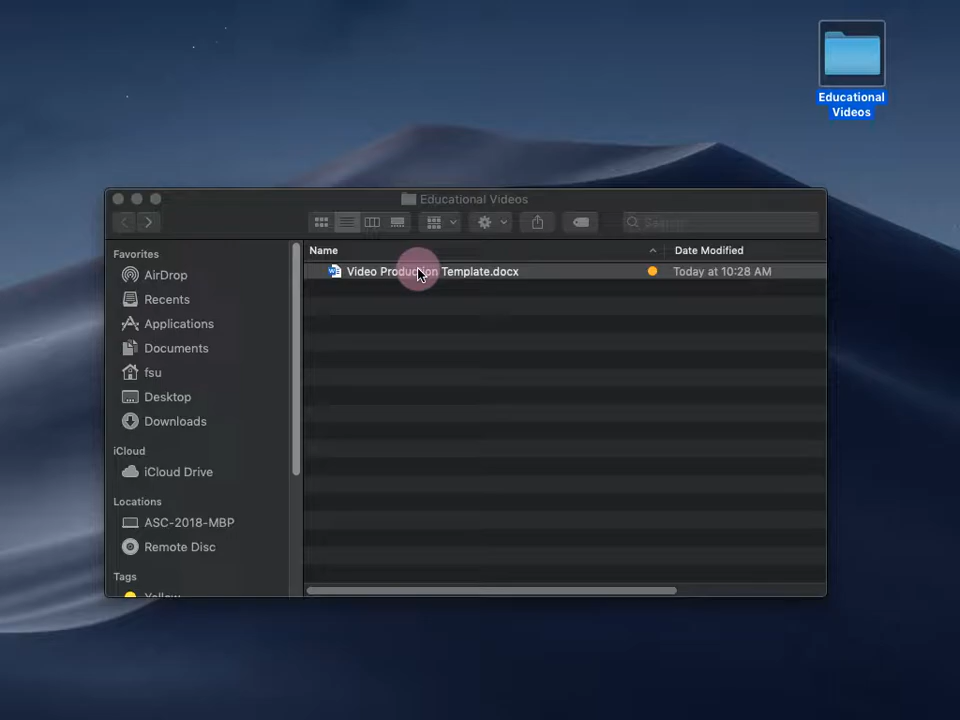 Educational
Videos
Educational Videos
Search
Favorites
Name
Date Modified
AirDrop
Video Production Template.docx
Today at 10:28 AM
Recents
Applications
Documents
fsu
Desktop
Downloads
iCloud
iCloud Drive
Locations
ASC-2018-MBP
Remote Disc
Tags
Yellow